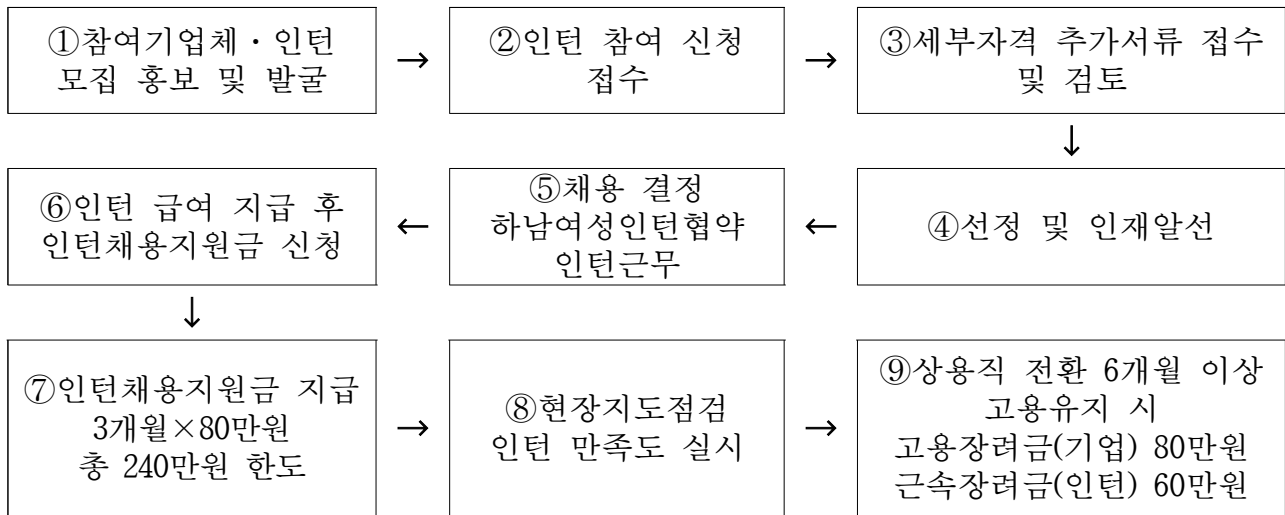 ①참여기업체・인턴
모집 홍보 및 발굴
→
②인턴 참여 신청
접수
→
③세부자격 추가서류 접수
및 검토
↓
④선정 및 인재알선
←
⑤채용 결정
하남여성인턴협약
인턴근무
←
⑥인턴 급여 지급 후
인턴채용지원금 신청
↓
⑦인턴채용지원금 지급
3개월×80만원
총 240만원 한도
→
⑧현장지도점검
인턴 만족도 실시
→
⑨상용직 전환 6개월 이상
고용유지 시
고용장려금(기업) 80만원
근속장려금(인턴) 60만원